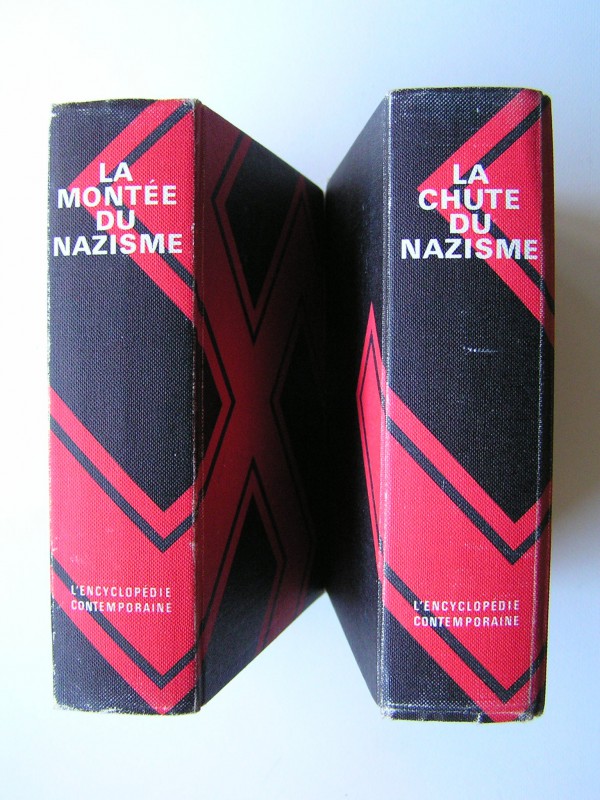 LA
MONTÉE
DU
NAZISME
L'ENCYCLOPÉDIE
CONTEMPORAINE
LA
CHUTE
DU
NAZISME
L'ENCYCLOPÉDIE
CONTEMPORAINE